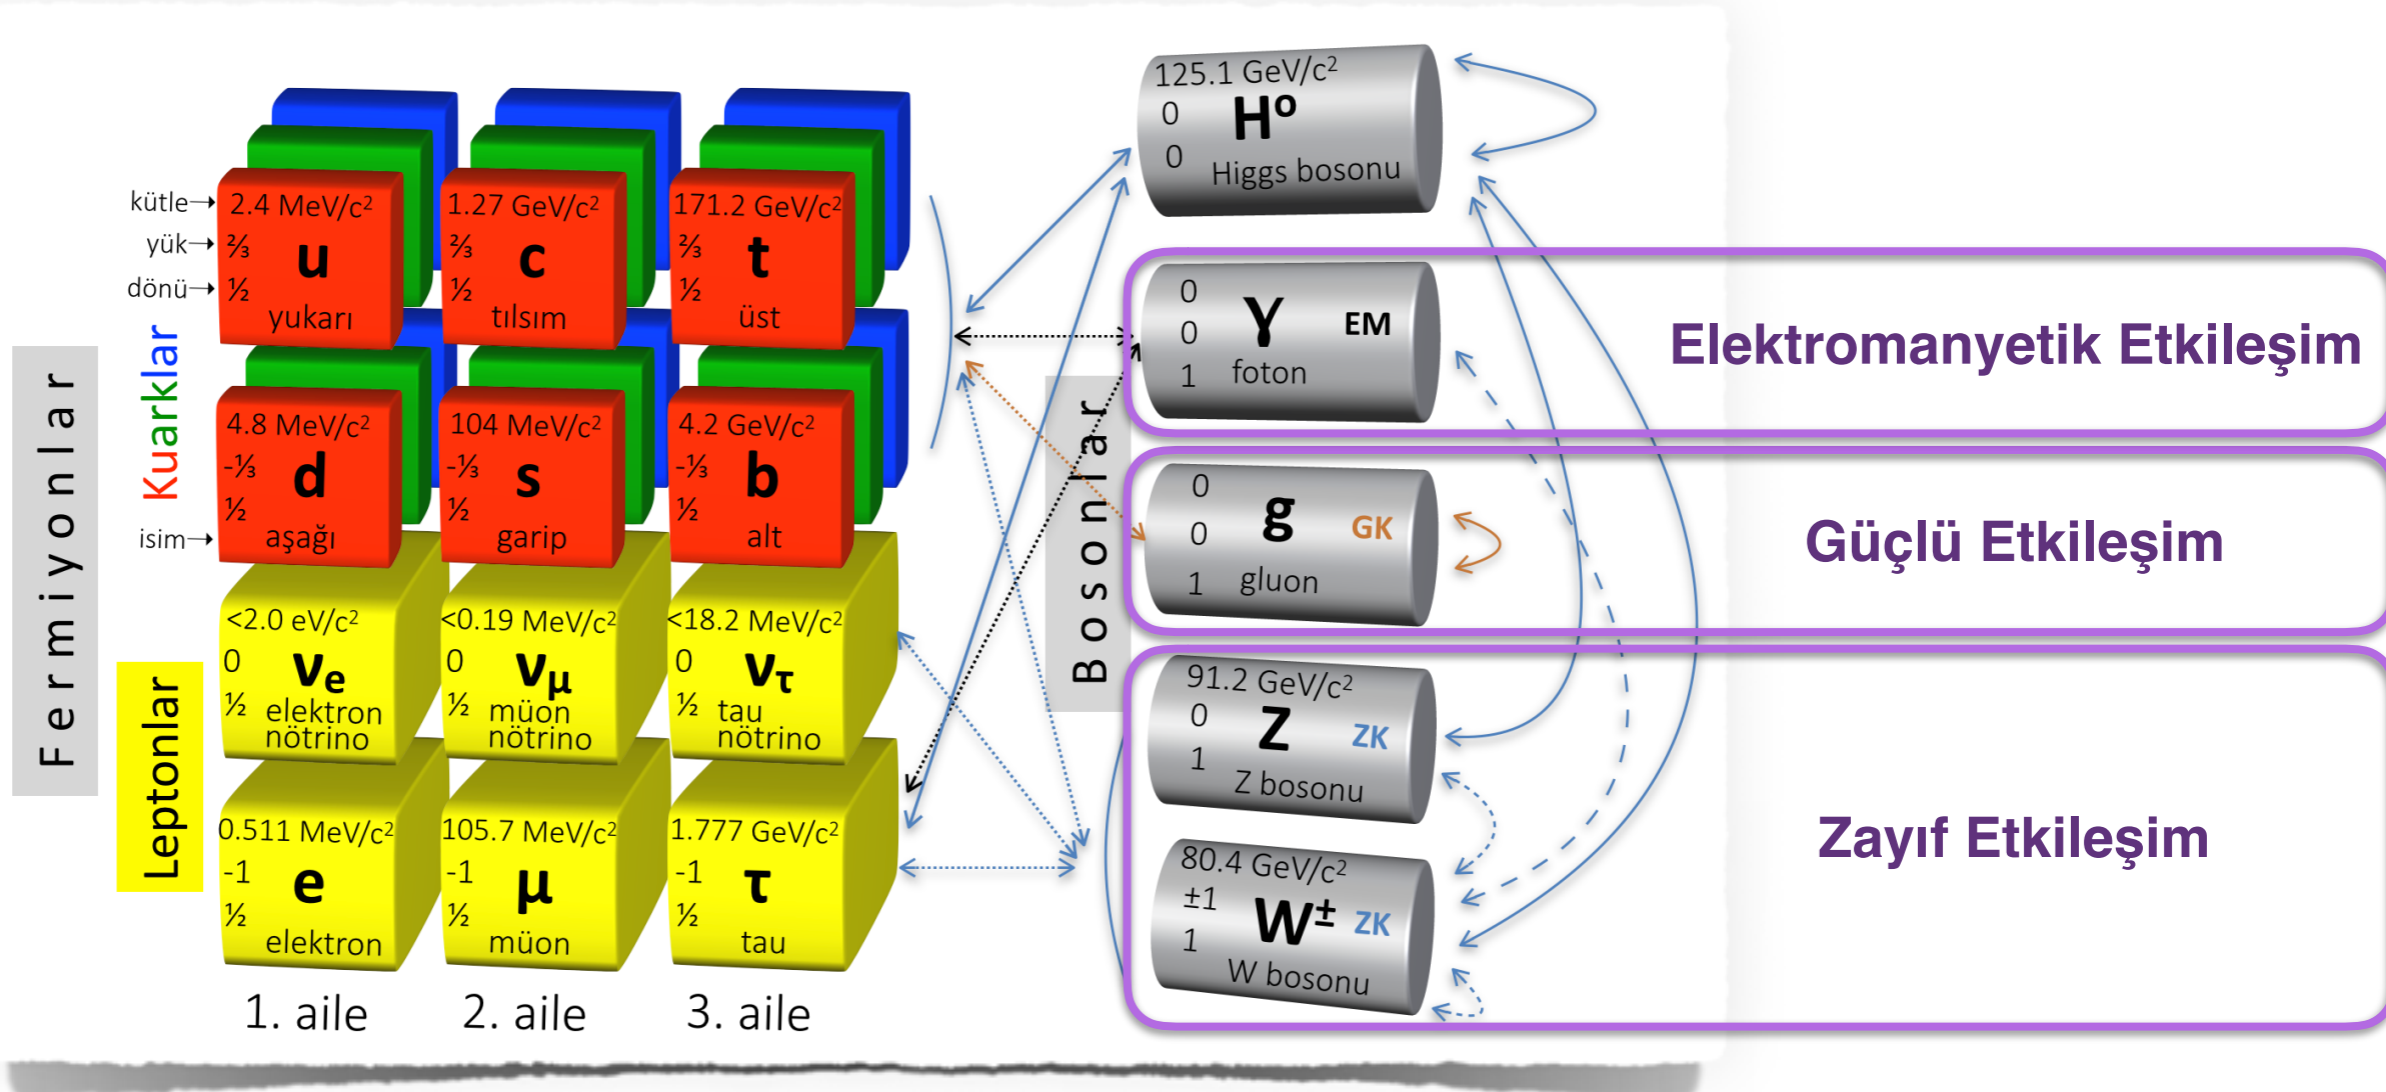 Fermiyonlar
Kuarklar
Leptonlar
kütle→
yük→
dönü→
isim→
2.4 MeV/c²
⅔
u
½
yukarı
1.27 GeV/c²
⅔
c
½
tılsım
171.2 GeV/c²
⅔
t
½
üst
4.8 MeV/c²
-⅓
d
½
aşağı
104 MeV/c²
-⅓
s
½
garip
4.2 GeV/c²
-⅓
b
½
alt
<2.0 eV/c²
0
νe
½
elektron
nötrino
<0.19 MeV/c²
0
νμ
½
müon
nötrino
<18.2 MeV/c²
0
ντ
½
tau
nötrino
0.511 MeV/c²
-1
e
½
elektron
105.7 MeV/c²
-1
μ
½
müon
1.777 GeV/c²
-1
τ
½
tau
1. aile
2. aile
3. aile
Bosonlar
125.1 GeV/c²
0
H⁰
0
Higgs bosonu
0
0
γ EM
1
foton
Elektromanyetik Etkileşim
0
0
g GK
1
gluon
Güçlü Etkileşim
91.2 GeV/c²
0
Z ZK
1
Z bosonu
80.4 GeV/c²
±1
W± ZK
1
W bosonu
Zayıf Etkileşim